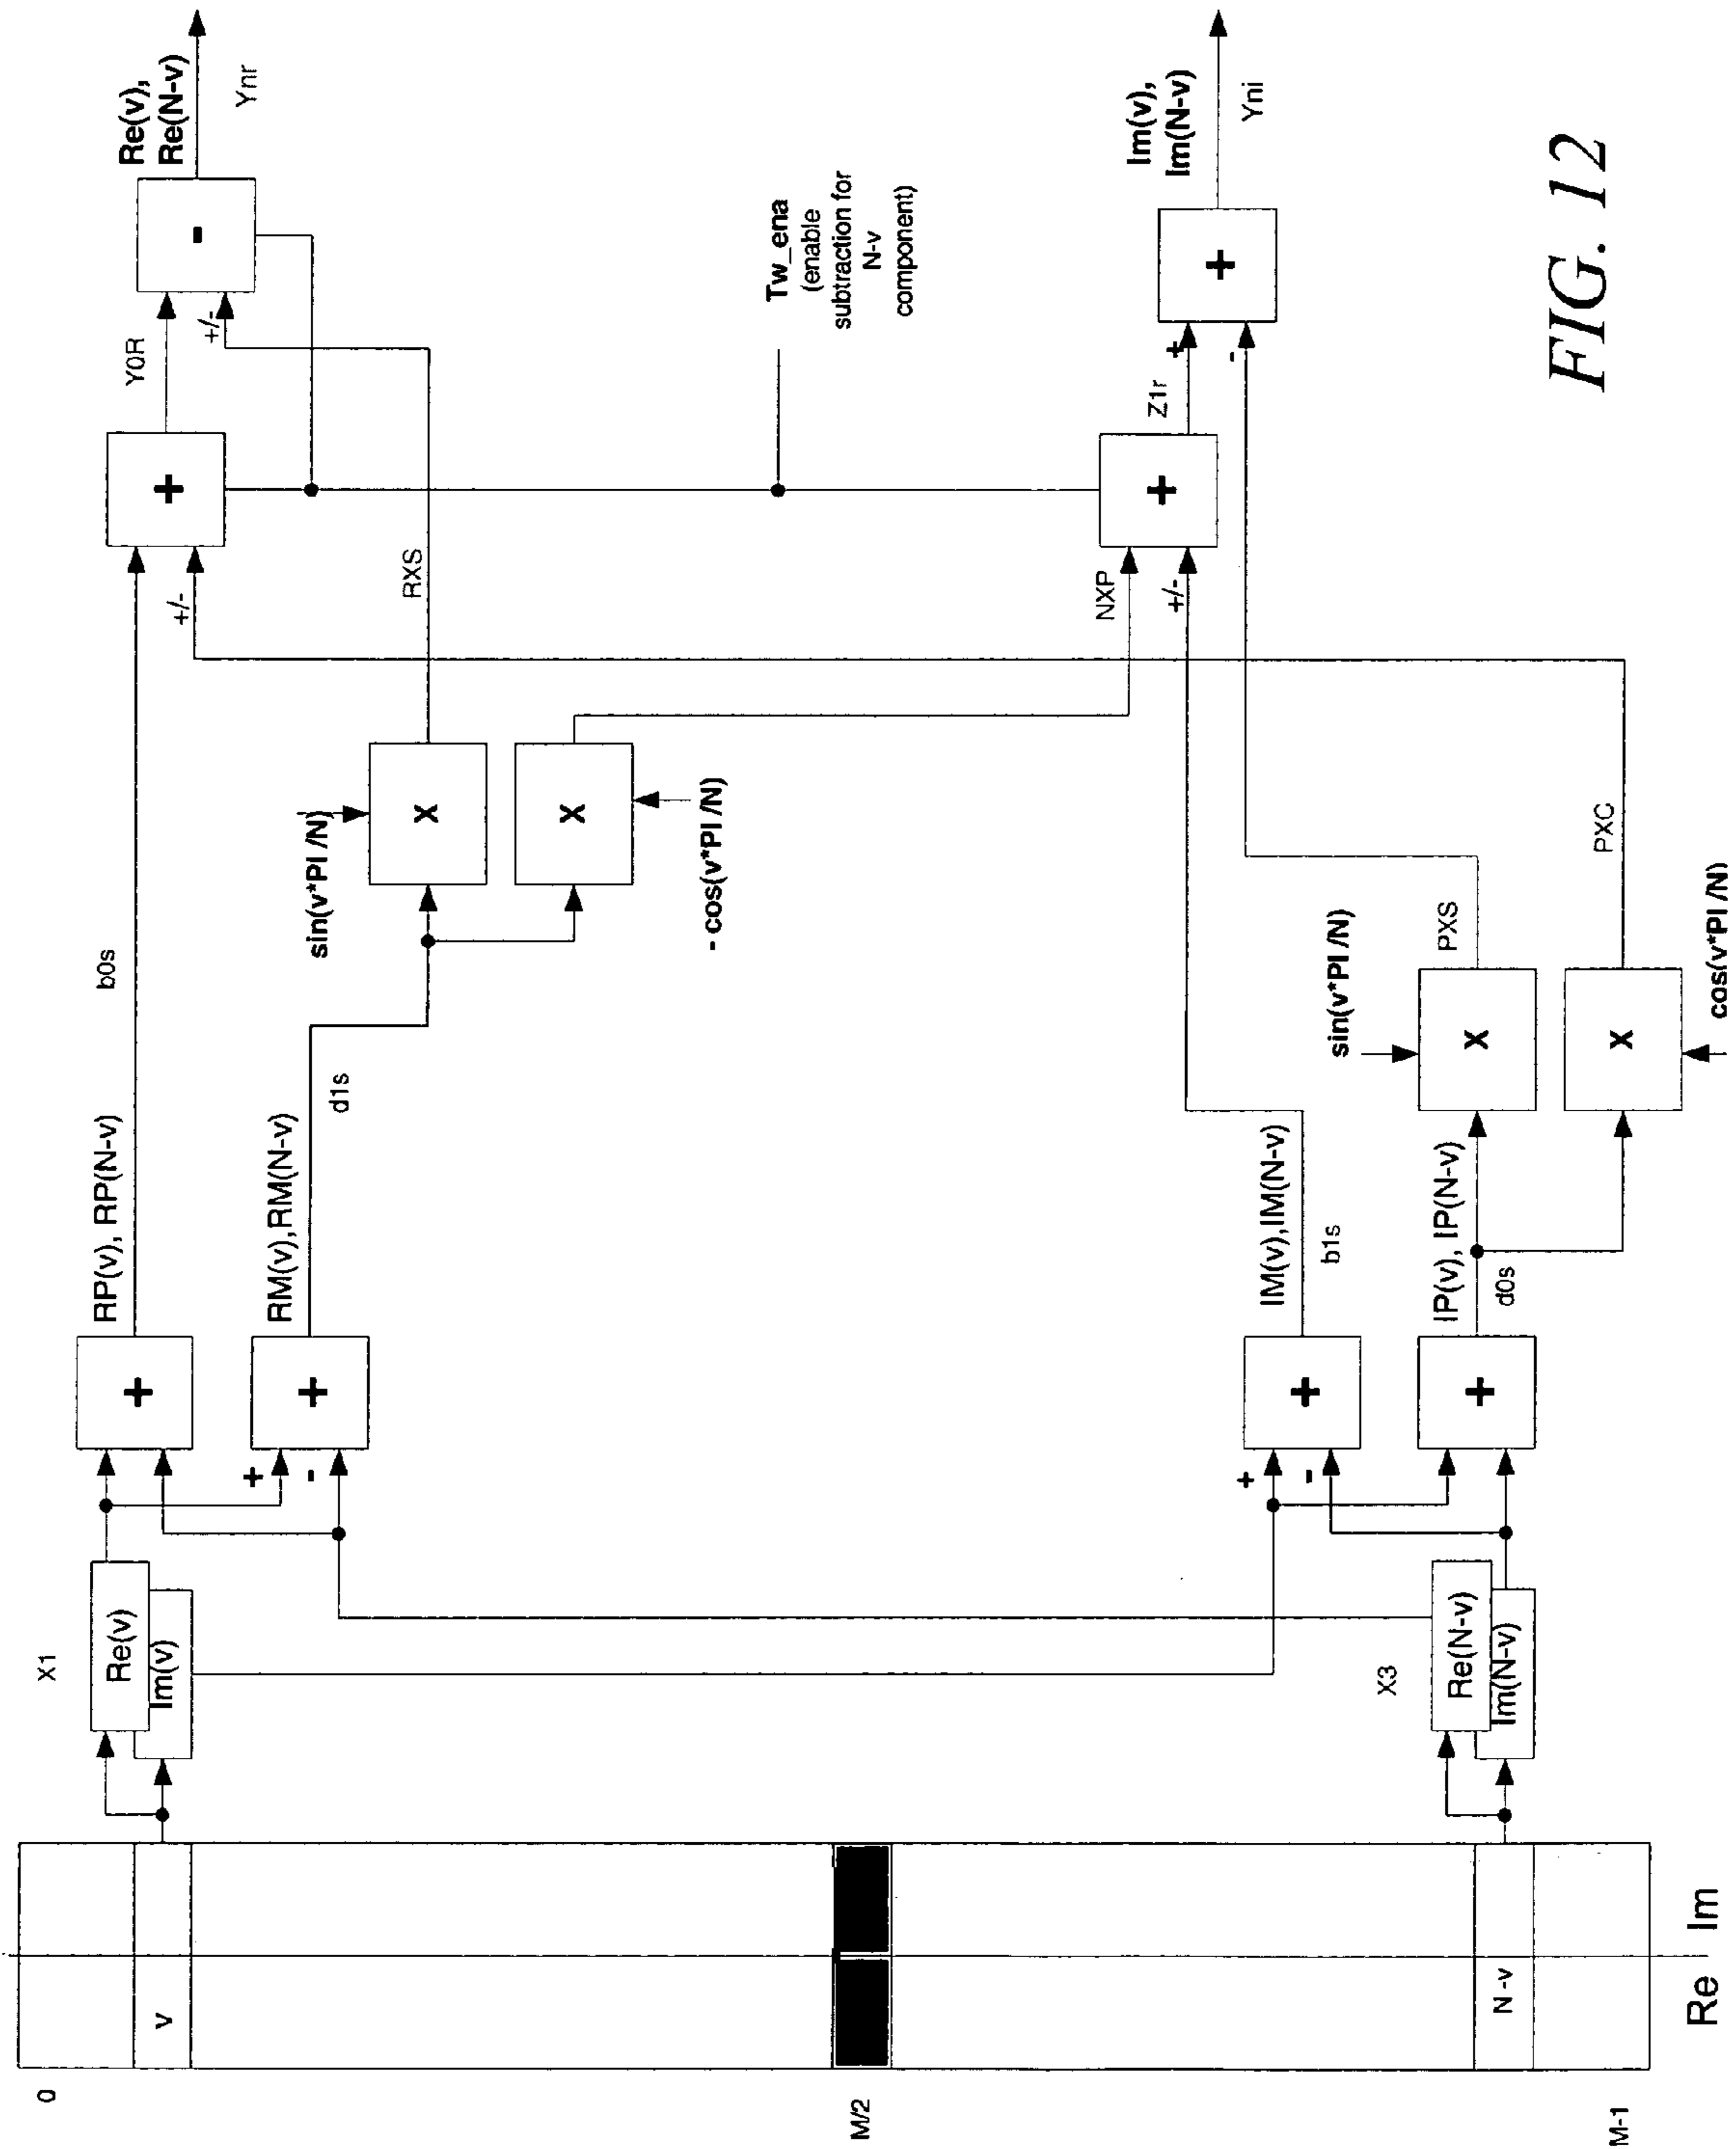 0
M/2
M-1
v
N-v
Re Im
X1
Re(v)
Im(v)
X3
Re(N-v)
Im(N-v)
+
-
+
-
+
+
+
+
RP(v), RP(N-v)
RM(v),RM(N-v)
d1s
IM(v),IM(N-v)
b1s
IP(v), IP(N-v)
d0s
b0s
sin(v*PI /N)
x
x
- cos(v*PI /N)
sin(v*PI /N)
x
PXS
x
PXC
cos(v*PI /N)
+/-
RXS
NXP
+/-
+
+
Y0R
+/-
Z1r
+
-
Tw_ena
(enable
subtraction for
N-v
component)
-
+
Re(v),
Re(N-v)
Ynr
Im(v),
Im(N-v)
Yni
FIG. 12